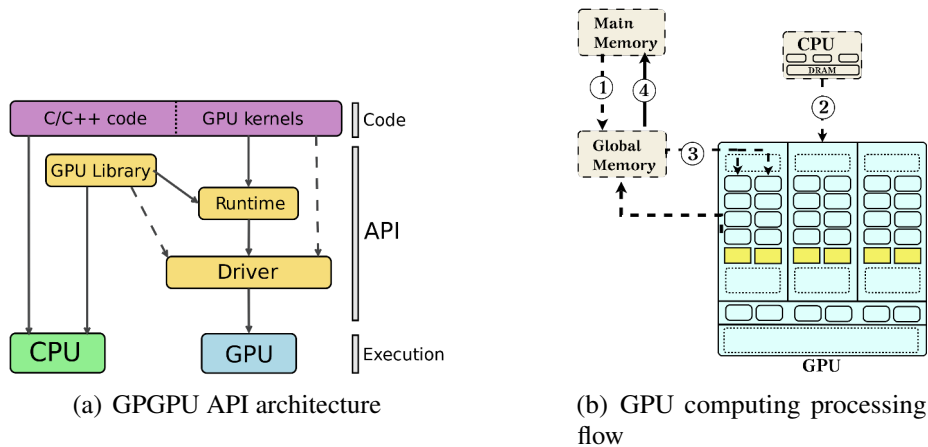 C/C++ code
GPU kernels
Code
GPU Library
Runtime
API
Driver
CPU
GPU
Execution
(a) GPGPU API architecture
Main
Memory
CPU
DRAM
1
4
2
Global
Memory
3
GPU
(b) GPU computing processing
flow